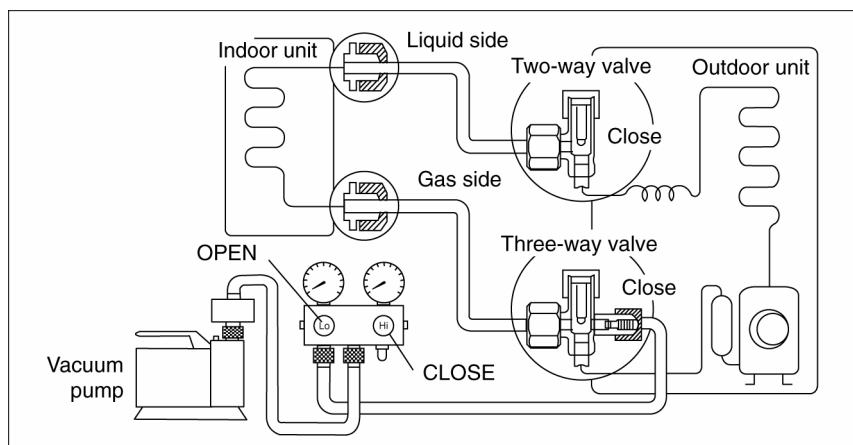 Indoor unit
Liquid side
Two-way valve
Outdoor unit
Close
Gas side
Three-way valve
Close
OPEN
Lo
Hi
CLOSE
Vacuum
pump